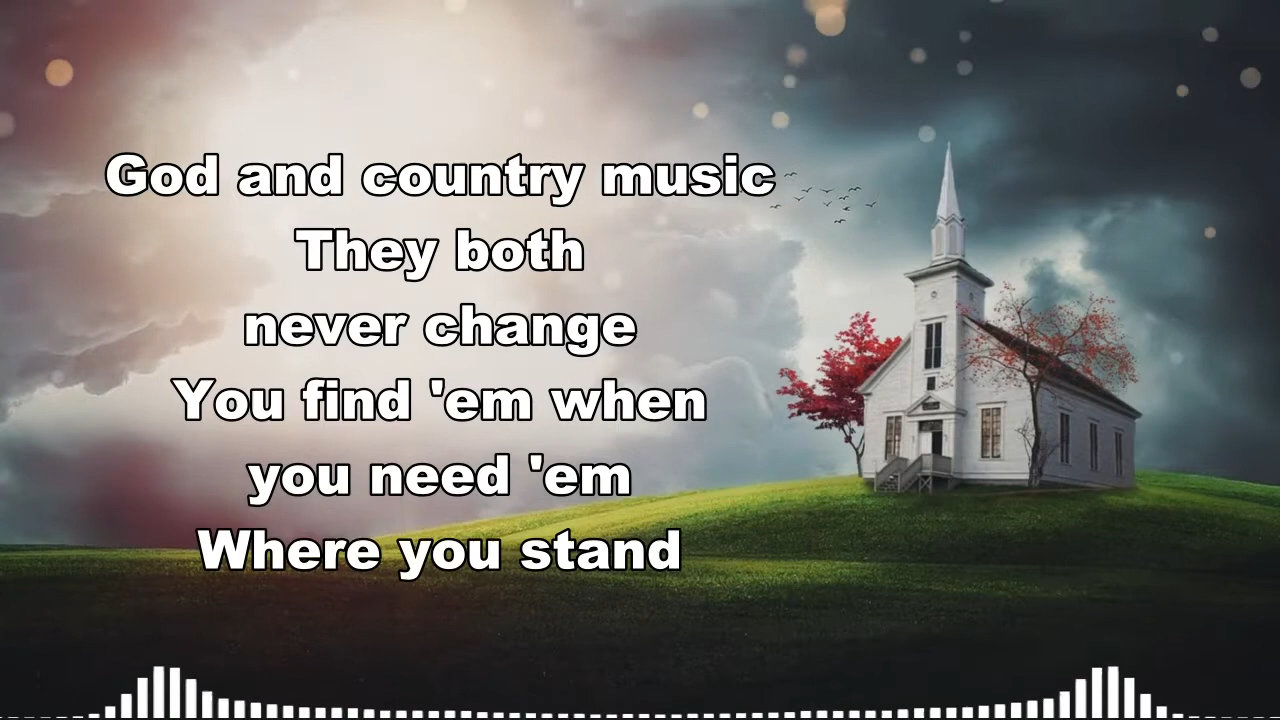 God and country music
They both
never change
You find 'em when
you need 'em
Where you stand